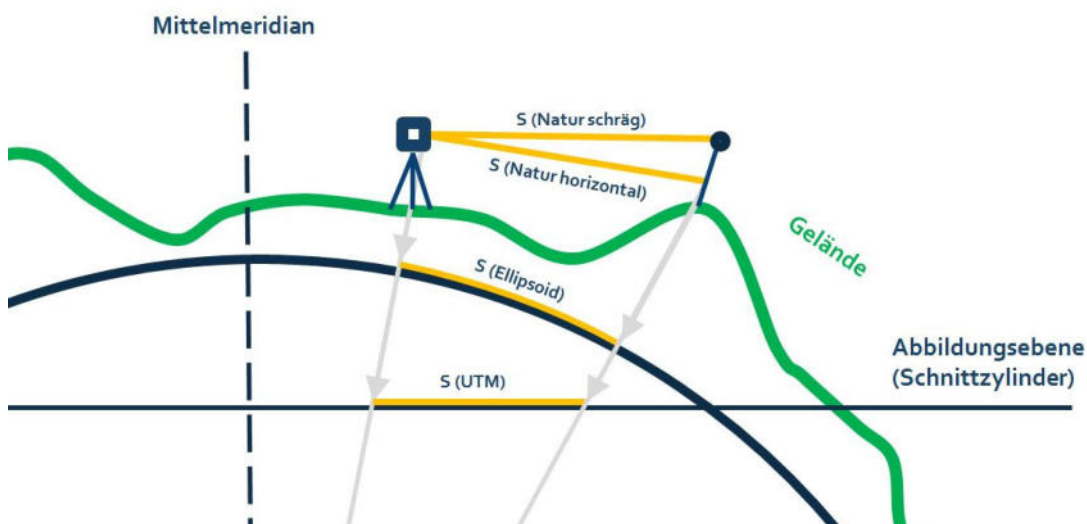 Mittelmeridian
S (Natur schräg)
S (Natur horizontal)
Gelände
S (Ellipsoid)
Abbildungsebene
(Schnittzylinder)
S (UTM)